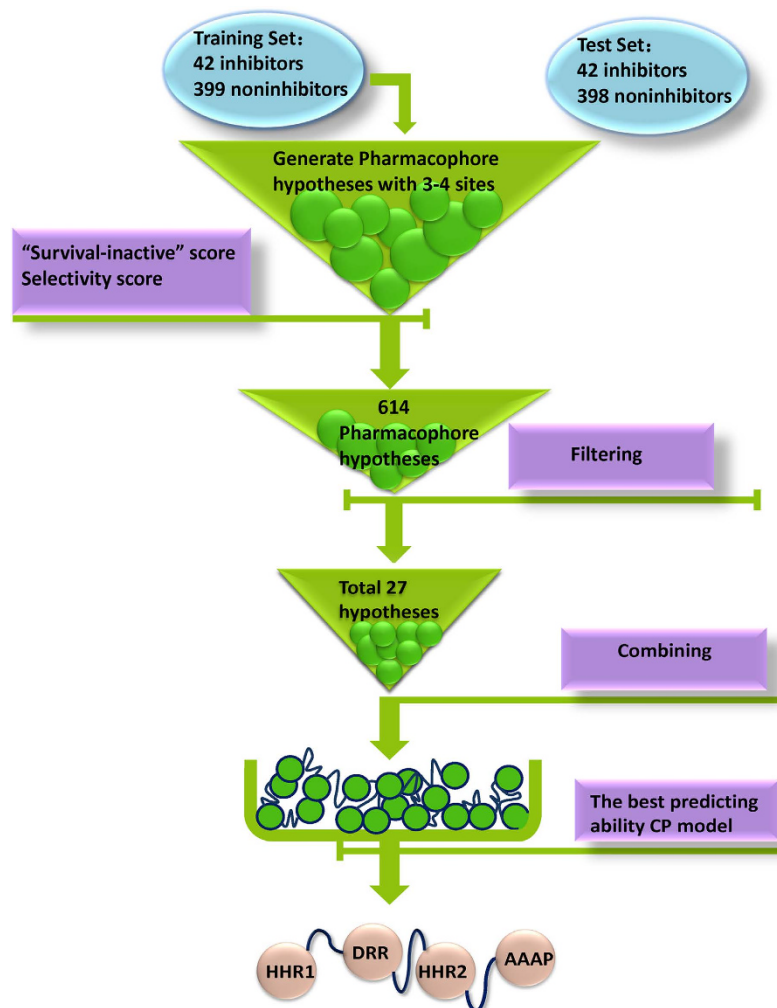 Training Set:
42 inhibitors
399 noninhibitors
Test Set:
42 inhibitors
398 noninhibitors
Generate Pharmacophore
hypotheses with 3-4 sites
“Survival-inactive” score
Selectivity score
614
Pharmacophore
hypotheses
Filtering
Total 27
hypotheses
Combining
The best predicting
ability CP model
HHR1
DRR
HHR2
AAAP